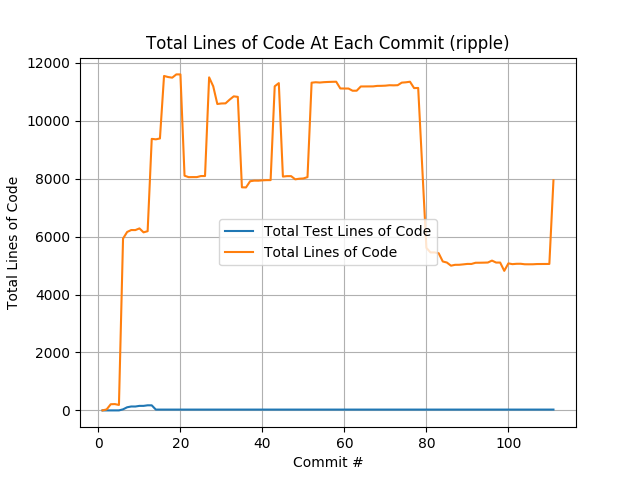 Total Lines of Code At Each Commit (ripple)
12000
10000
8000
6000
4000
2000
0
Total Lines of Code
Total Test Lines of Code
Total Lines of Code
0 20 40 60 80 100
Commit #